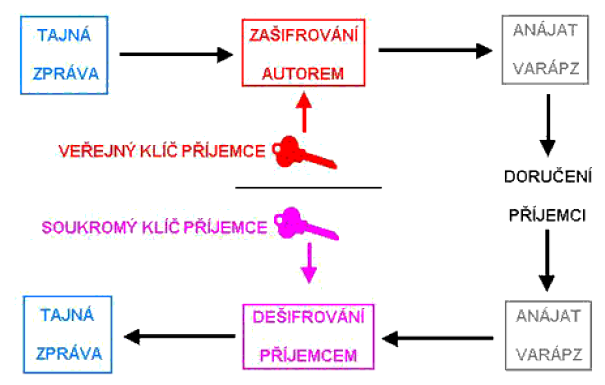 TAJNÁ
ZPRÁVA
ZAŠIFROVÁNÍ
AUTOREM
ANÁJAT
VARÁPZ
VEŘEJNÝ KLÍČ PŘÍJEMCE
DORUČENÍ
PŘÍJEMCI
SOUKROMÝ KLÍČ PŘÍJEMCE
TAJNÁ
ZPRÁVA
DEŠIFROVÁNÍ
PŘÍJEMCEM
ANÁJAT
VARÁPZ